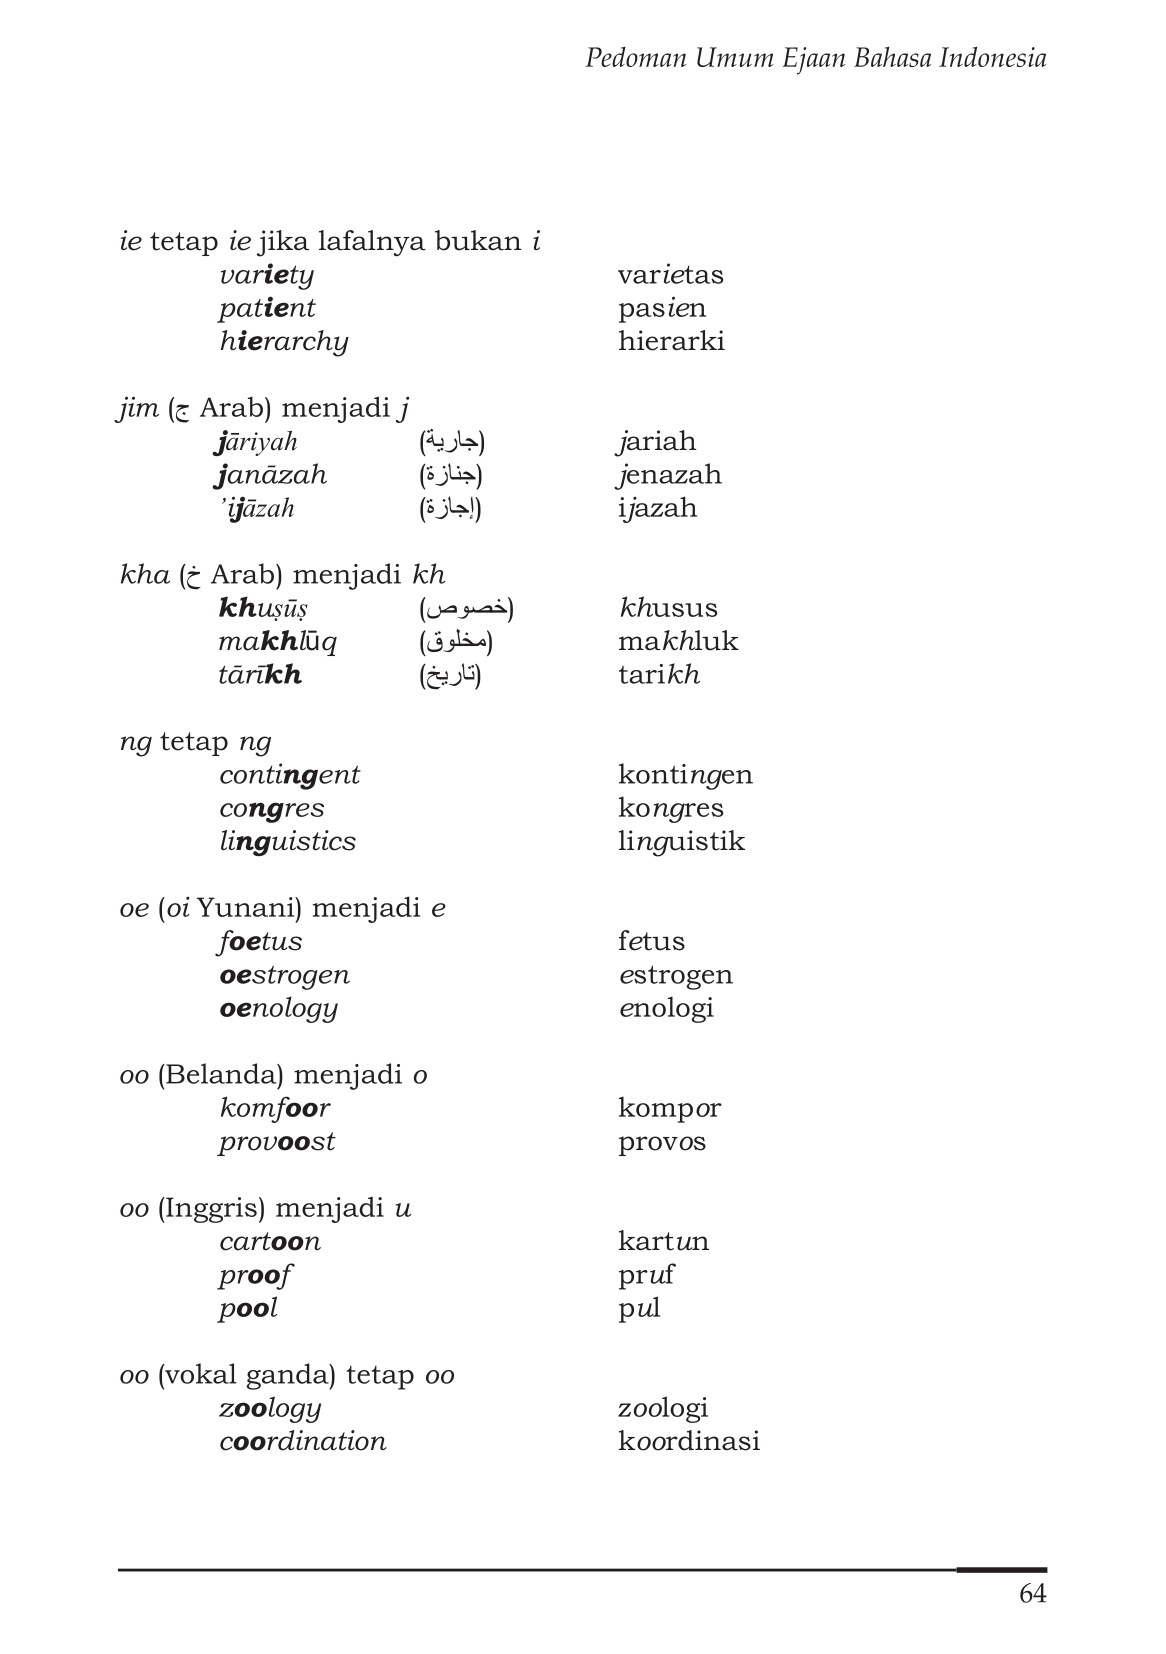 Pedoman Umum Ejaan Bahasa Indonesia
ie tetap ie jika lafalnya bukan i
variety varietas
patient pasien
hierarchy hierarki
jim (ج Arab) menjadi j
jāriyah (جارية) jariah
janāzah (جنازة) jenazah
’ijāzah (إجازة) ijazah
kha (خ Arab) menjadi kh
khuṣūṣ (خصوص) khusus
makhlūq (مخلوق) makhluk
tārīkh (تاريخ) tarikh
ng tetap ng
contingent kontingen
congres kongres
linguistics linguistik
oe (oi Yunani) menjadi e
foetus fetus
oestrogen estrogen
oenology enologi
oo (Belanda) menjadi o
komfoor kompor
provoost provos
oo (Inggris) menjadi u
cartoon kartun
proof pruf
pool pul
oo (vokal ganda) tetap oo
zoology zoologi
coordination koordinasi
64